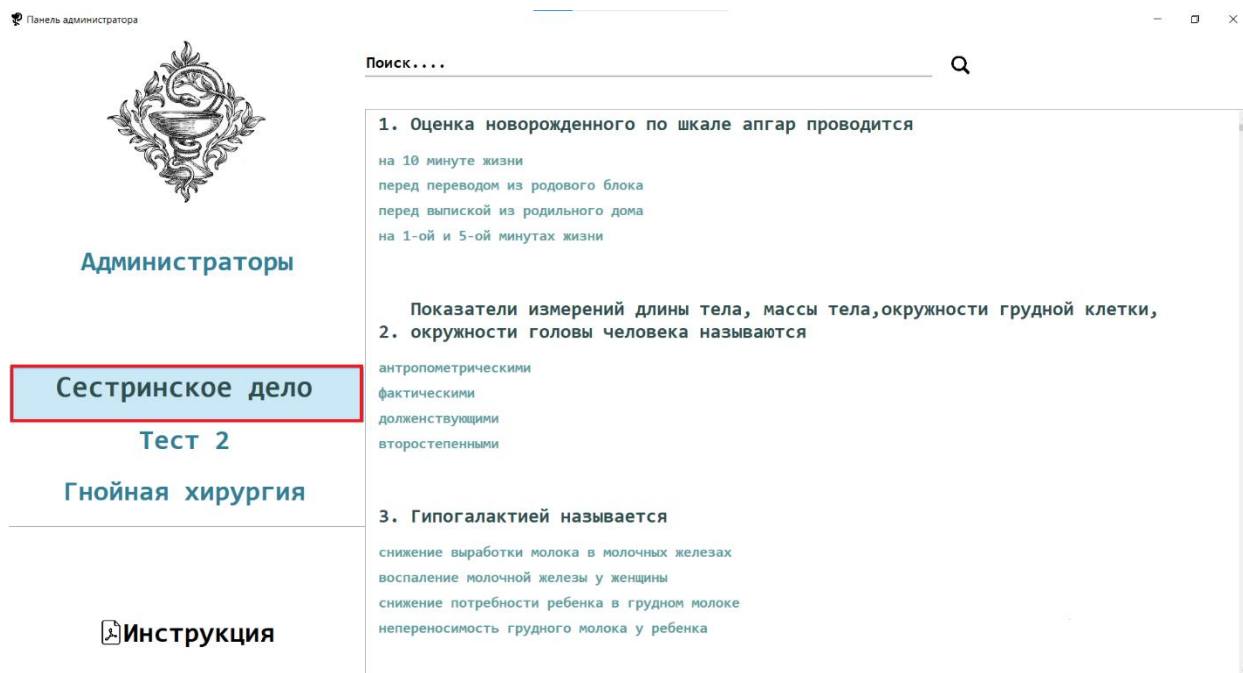 Панель администратора
Поиск....
Администраторы
Сестринское дело
Тест 2
Гнойная хирургия
Инструкция
1. Оценка новорожденного по шкале апгар проводится
на 10 минуте жизни
перед переводом из родового блока
перед выпиской из родильного дома
на 1-ой и 5-ой минутах жизни
Показатели измерений длины тела, массы тела,окружности грудной клетки,
2. окружности головы человека называются
антропометрическими
фактическими
долженствующими
второстепенными
3. Гипогалактией называется
снижение выработки молока в молочных железах
воспаление молочной железы у женщины
снижение потребности ребенка в грудном молоке
непереносимость грудного молока у ребенка